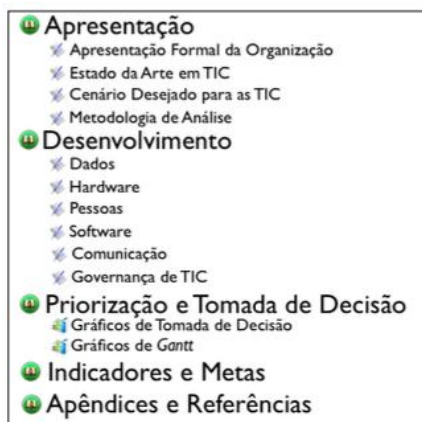 Apresentação
Apresentação Formal da Organização
Estado da Arte em TIC
Cenário Desejado para as TIC
Metodologia de Análise
Desenvolvimento
Dados
Hardware
Pessoas
Software
Comunicação
Governança de TIC
Priorização e Tomada de Decisão
Gráficos de Tomada de Decisão
Gráficos de Gantt
Indicadores e Metas
Apêndices e Referências